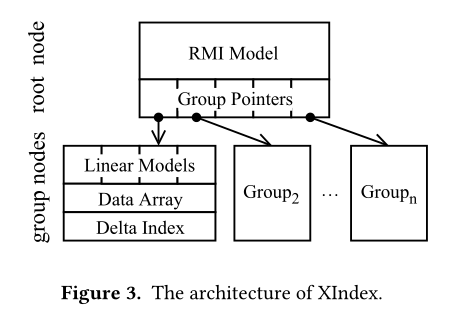 root node
RMI Model
Group Pointers
group nodes
Linear Models
Data Array
Delta Index
Group2
...
Groupn
Figure 3. The architecture of XIndex.